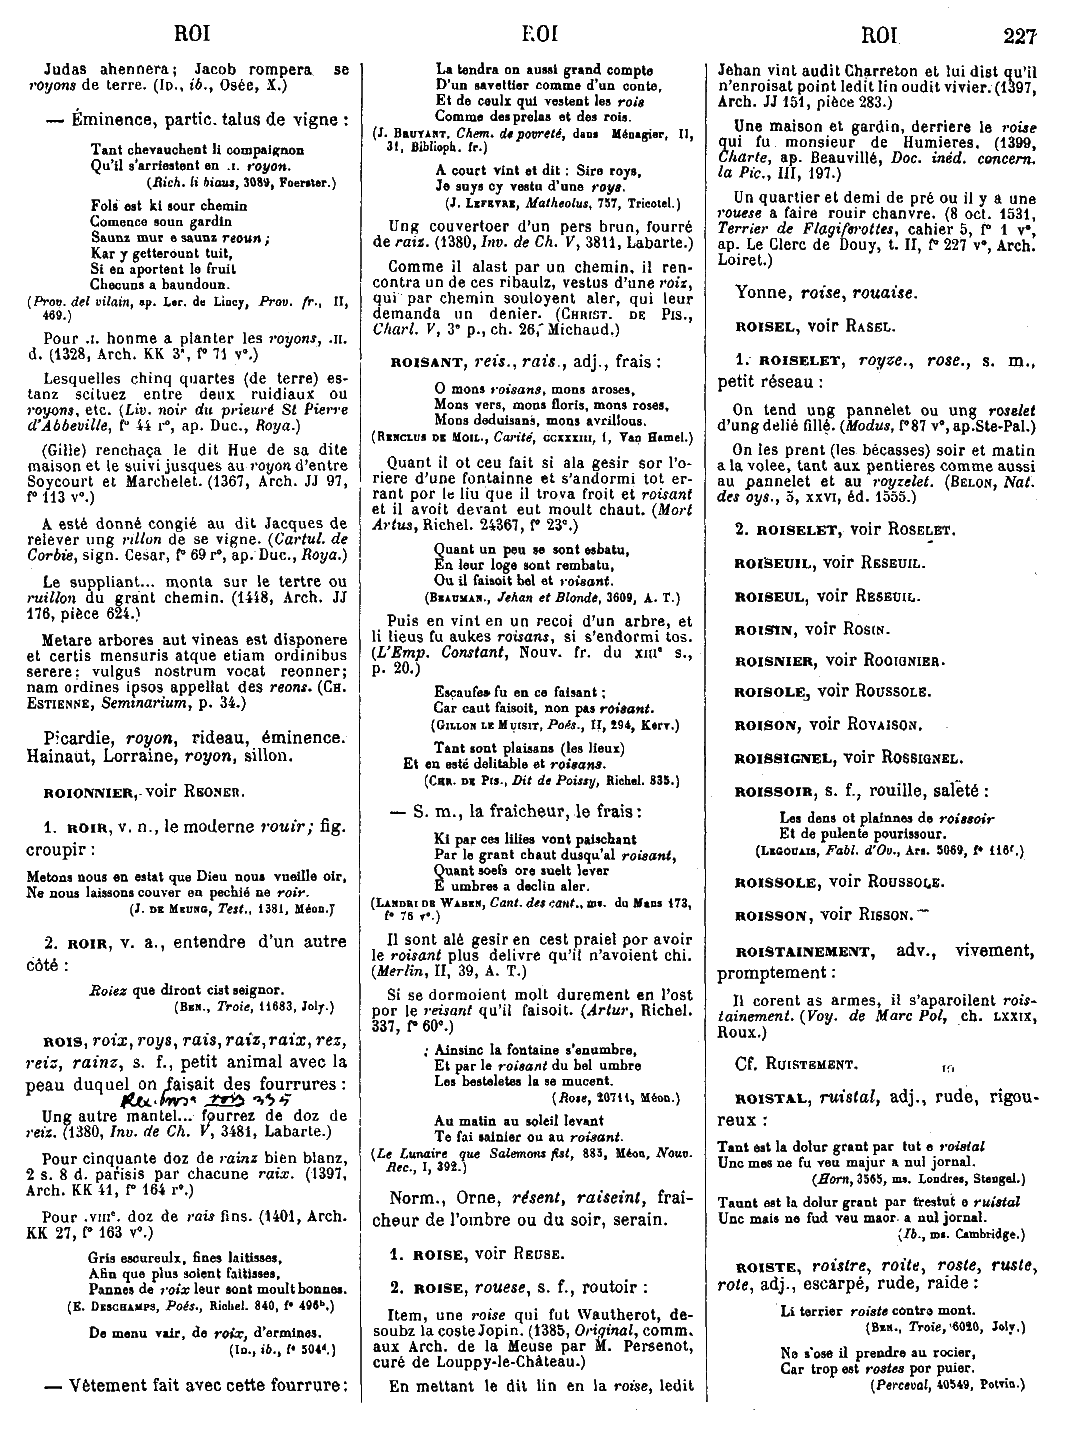 ROI
ROI
ROI
227
Judas ahennera; Jacob rompera se
royons de terre. (ID., ib., Osée, X.)
— Éminence, partic. talus de vigne :
Tant chevauchent li compaignon
Qu'il s'arriestent en .I. royon.
(Rich. li biaus, 3089, Foerster.)
Fols est ki sour chemin
Comence soun gardin
Saunz mur e saunz reoun ;
Kar y getterount tuit,
Si en aportent le fruit
Checuns a baundoun.
(Prov. del vilain, ap. Ler. de Lincy, Prov. fr., II,
469.)
Pour .I. honme a planter les royons, .II.
d. (1328, Arch. KK 3ª, f° 71 v°.)
Lesquelles chinq quartes (de terre) es-
tanz scituez entre deux ruidiaux ou
royons, etc. (Liv. noir du prieuré St Pierre
d'Abbeville, f° 44 r°, ap. Duc., Roya.)
(Gille) renchaça le dit Hue de sa dite
maison et le suivi jusques au royon d'entre
Soycourt et Marchelet. (1367, Arch. JJ 97,
f° 113 v°.)
A esté donné congié au dit Jacques de
relever ung rillon de se vigne. (Cartul. de
Corbie, sign. Cesar, f° 69 r°, ap. Duc., Roya.)
Le suppliant... monta sur le tertre ou
ruillon du grant chemin. (1448, Arch. JJ
176, pièce 624.)
Metare arbores aut vineas est disponere
et certis mensuris atque etiam ordinibus
serere; vulgus nostrum vocat reonner;
nam ordines ipsos appellat des reons. (CH.
ESTIENNE, Seminarium, p. 34.)
Picardie, royon, rideau, éminence.
Hainaut, Lorraine, royon, sillon.
ROIONNIER, voir REONER.
1. ROIR, v. n., le moderne rouir; fig.
croupir :
Metons nous en estat que Dieu nous vueille oir,
Ne nous laissons couver en pechié ne roir.
(J. DE MEUNG, Test., 1381, Méon.)
2. ROIR, v. a., entendre d'un autre
côté :
Roiez que diront cist seignor.
(BEN., Troie, 11683, Joly.)
ROIS, roix, roys, rais, raiz, raix, rez,
reiz, rainz, s. f., petit animal avec la
peau duquel on faisait des fourrures :
Ung autre mantel... fourrez de doz de
reiz. (1380, Inv. de Ch. V, 3481, Labarte.)
Pour cinquante doz de rainz bien blanz,
2 s. 8 d. parisis par chacune raix. (1397,
Arch. KK 41, f° 164 r°.)
Pour .VIIIᶜ. doz de rais fins. (1401, Arch.
KK 27, f° 163 v°.)
Gris escureulx, fines laitisses,
Afin que plus soient faitisses,
Pannes de roix leur sont moult bonnes.
(E. DESCHAMPS, Poés., Richel. 840, f° 496ᵇ.)
De menu vair, de roix, d'ermines.
(ID., ib., f° 504ᵈ.)
— Vêtement fait avec cette fourrure :
La tendra on aussi grand compte
D'un savettier comme d'un conte,
Et de ceulx qui vestent les rois
Comme des prelas et des rois.
(J. BRUYANT, Chem. de povreté, dans Ménagier, II,
31, Biblioph. fr.)
A court vint et dit : Sire roys,
Je suys cy vestu d'une roys.
(J. LEFEVRE, Matheolus, 757, Tricotel.)
Ung couvertoer d'un pers brun, fourré
de raiz. (1380, Inv. de Ch. V, 3811, Labarte.)
Comme il alast par un chemin, il ren-
contra un de ces ribaulz, vestus d'une roiz,
qui par chemin souloyent aler, qui leur
demanda un denier. (CHRIST. DE PIS.,
Charl. V, 3ᵉ p., ch. 26, Michaud.)
ROISANT, reis., rais., adj., frais :
O mons roisans, mons aroses,
Mons vers, mons floris, mons roses,
Mons deduisans, mons avrillous.
(RENCLUS DE MOIL., Carité, CCXXXIII, 1, Van Hamel.)
Quant il ot ceu fait si ala gesir sor l'o-
riere d'une fontainne et s'andormi tot er-
rant por le liu que il trova froit et roisant
et il avoit devant eut moult chaut. (Mort
Artus, Richel. 24367, f° 23ᶜ.)
Quant un peu se sont esbatu,
En leur loge sont rembatu,
Ou il faisoit bel et roisant.
(BEAUMAN., Jehan et Blonde, 3609, A. T.)
Puis en vint en un recoi d'un arbre, et
li lieus fu aukes roisans, si s'endormi tos.
(L'Emp. Constant, Nouv. fr. du XIIIᵉ s.,
p. 20.)
Escaufes fu en ce faisant ;
Car caut faisoit, non pas roisant.
(GILLON LE MUISIT, Poés., II, 294, Kerv.)
Tant sont plaisans (les lieux)
Et en esté delitable et roisans.
(CHR. DE PIS., Dit de Poissy, Richel. 835.)
— S. m., la fraicheur, le frais :
Ki par ces lilies vont paischant
Par le grant chaut dusqu'al roisant,
Quant soefs ore suelt lever
E umbres a declin aler.
(LANDRI DE WABEN, Cant. des cant., ms. du Mans 173,
f° 76 v°.)
Il sont alé gesir en cest praiel por avoir
le roisant plus delivre qu'il n'avoient chi.
(Merlin, II, 39, A. T.)
Si se dormoient molt durement en l'ost
por le reisant qu'il faisoit. (Artur, Richel.
337, f° 60ᶜ.)
Ainsinc la fontaine s'enumbre,
Et par le roisant du bel umbre
Les besteletes la se mucent.
(Rose, 20711, Méon.)
Au matin au soleil levant
Te fai sainier ou au roisant.
(Le Lunaire que Salemons fist, 885, Méon, Nouv.
Rec., I, 392.)
Norm., Orne, résent, raiseint, frai-
cheur de l'ombre ou du soir, serain.
1. ROISE, voir REUSE.
2. ROISE, rouese, s. f., routoir :
Item, une roise qui fut Wautherot, de-
soubz la coste Jopin. (1385, Original, comm.
aux Arch. de la Meuse par M. Persenot,
curé de Louppy-le-Château.)
En mettant le dit lin en la roise, ledit
Jehan vint audit Charreton et lui dist qu'il
n'enroisat point ledit lin oudit vivier. (1397,
Arch. JJ 151, pièce 283.)
Une maison et gardin, derriere le roise
qui fu monsieur de Humieres. (1399,
Charte, ap. Beauvillé, Doc. inéd. concern.
la Pic., III, 197.)
Un quartier et demi de pré ou il y a une
rouese a faire rouir chanvre. (8 oct. 1531,
Terrier de Flagiferottes, cahier 5, f° 1 v°,
ap. Le Clerc de Douy, t. II, f° 227 v°, Arch.
Loiret.)
Yonne, roise, rouaise.
ROISEL, voir RASEL.
1. ROISELET, royze., rose., s. m.,
petit réseau :
On tend ung pannelet ou ung roselet
d'ung delié fillé. (Modus, f° 87 v°, ap. Ste-Pal.)
On les prent (les bécasses) soir et matin
a la volee, tant aux pentieres comme aussi
au pannelet et au royzelet. (BELON, Nat.
des oys., 5, XXVI, éd. 1555.)
2. ROISELET, voir ROSELET.
ROISEUIL, voir RESEUIL.
ROISEUL, voir RESEUIL.
ROISIN, voir ROSIN.
ROISNIER, voir ROOIGNIER.
ROISOLE, voir ROUSSOLE.
ROISON, voir ROVAISON.
ROISSIGNEL, voir ROSSIGNEL.
ROISSOIR, s. f., rouille, saleté :
Les dens ot plainnes de roissoir
Et de pulente pourissour.
(LEGOUAIS, Fabl. d'Ov., Ars. 5069, f° 116ᶠ.)
ROISSOLE, voir ROUSSOLE.
ROISSON, voir RISSON.
ROISTAINEMENT, adv., vivement,
promptement :
Il corent as armes, il s'aparoilent rois-
tainement. (Voy. de Marc Pol, ch. LXXIX,
Roux.)
Cf. RUISTEMENT.
ROISTAL, ruistal, adj., rude, rigou-
reux :
Tant est la dolur grant par tut e roistal
Unc mes ne fu veu majur a nul jornal.
(Horn, 3565, ms. Londres, Stengel.)
Taunt est la dolur grant par trestut e ruistal
Unc mais ne fud veu maor a nul jornal.
(Ib., ms. Cambridge.)
ROISTE, roistre, roite, roste, ruste,
rote, adj., escarpé, rude, raide :
Li terrier roiste contre mont.
(BEN., Troie, 6020, Joly.)
Ne s'ose il prendre au rocier,
Car trop est rostes por puier.
(Perceval, 40549, Potvin.)